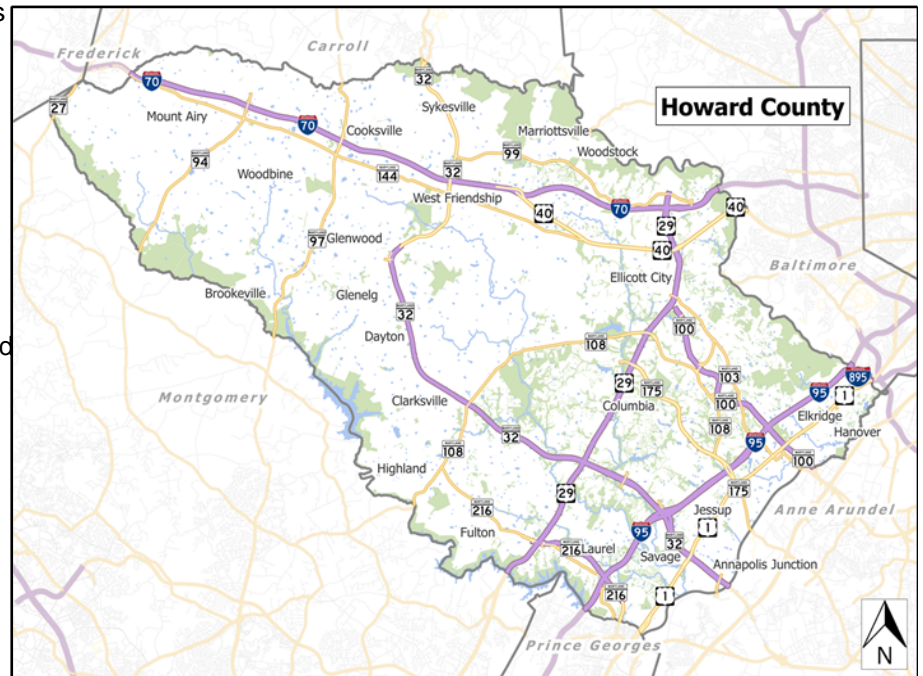 s
d
Frederick
Carroll
Howard County
70
32
27
Sykesville
Mount Airy
70
Cooksville
Marriottsville
94
99
Woodstock
Woodbine
144
32
West Friendship
40
70
40
29
97
Glenwood
40
Ellicott City
Baltimore
Brookeville
Glenelg
32
Dayton
100
108
Montgomery
29
175
103
895
95
1
Clarksville
Columbia
100
Elkridge
108
Hanover
32
95
108
100
Highland
29
175
Anne Arundel
216
Jessup
1
Fulton
95
216
Laurel
Savage
32
Annapolis Junction
216
1
Prince Georges
N